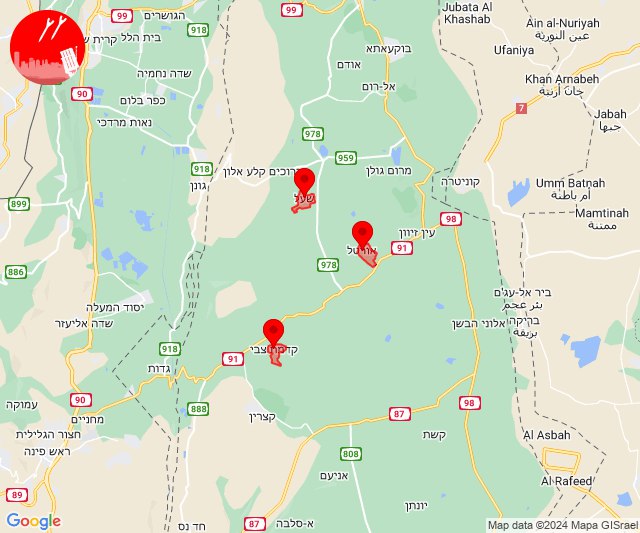 99
הגושרים
Jubata Al
Khashab
Ain al-Nuriyah
عين النورية
918
בית הלל
קרית ש
בוקעאתא
Ufaniya
אודם
שדה נחמיה
אל-רום
Khan Arnabeh
خان أرنبة
90
כפר בלום
7
נאות מרדכי
Jabah
جبها
978
959
918
גונן
רוכים קלע אלון
מרום גולן
קוניטרה
Umm Batnah
أم باطنة
שעל
899
Mamtinah
ممتنة
98
עין זיוון
91
אורטל
978
886
ביר אל-עג'ם
بئر عجم
יסוד המעלה
בריקה
بريقة
שדה אליעזר
אלוני הבשן
918
קדמת צבי
91
גדות
90
888
98
עמוקה
מחניים
קצרין
87
חצור הגלילית
קשת
Al Asbah
ראש פינה
808
אניעם
Al Rafeed
89
יונתן
חד נס
87
א-סלבה
Google
Map data ©2024 Mapa GISrael